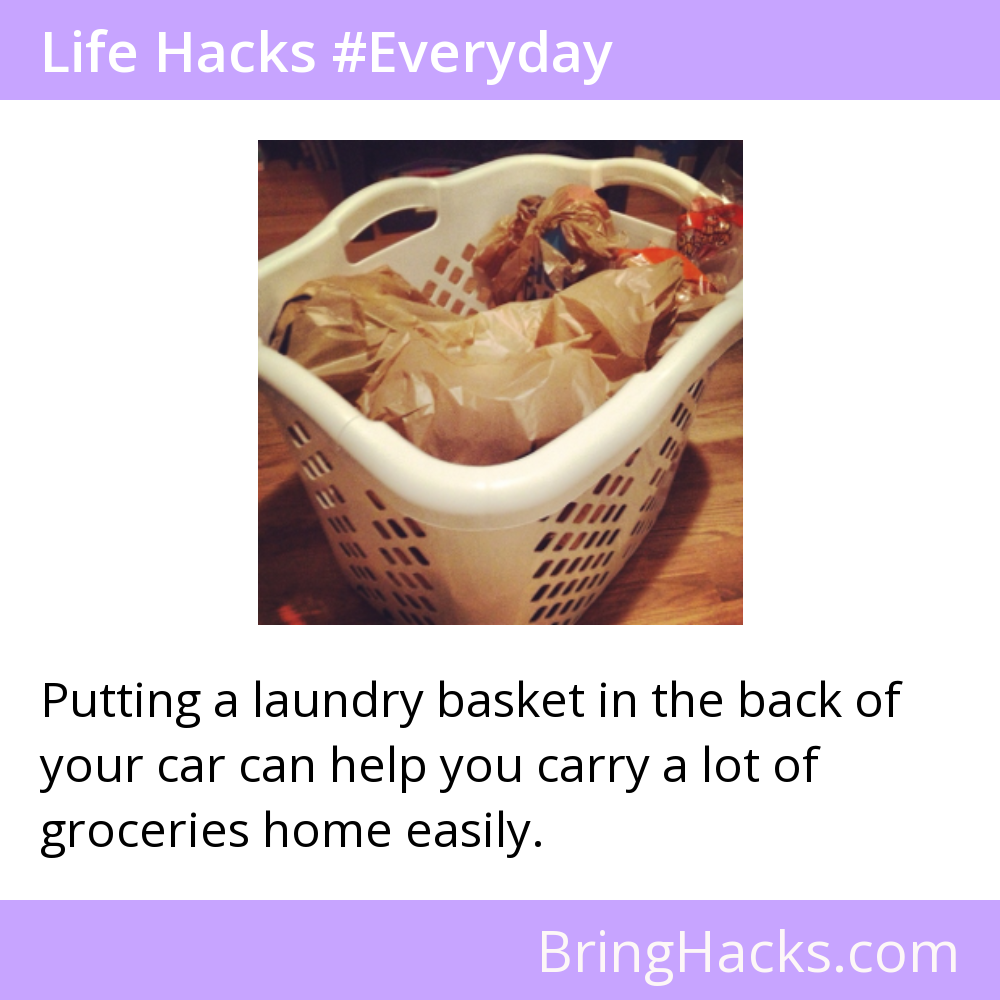 Life Hacks #Everyday
Putting a laundry basket in the back of
your car can help you carry a lot of
groceries home easily.
BringHacks.com